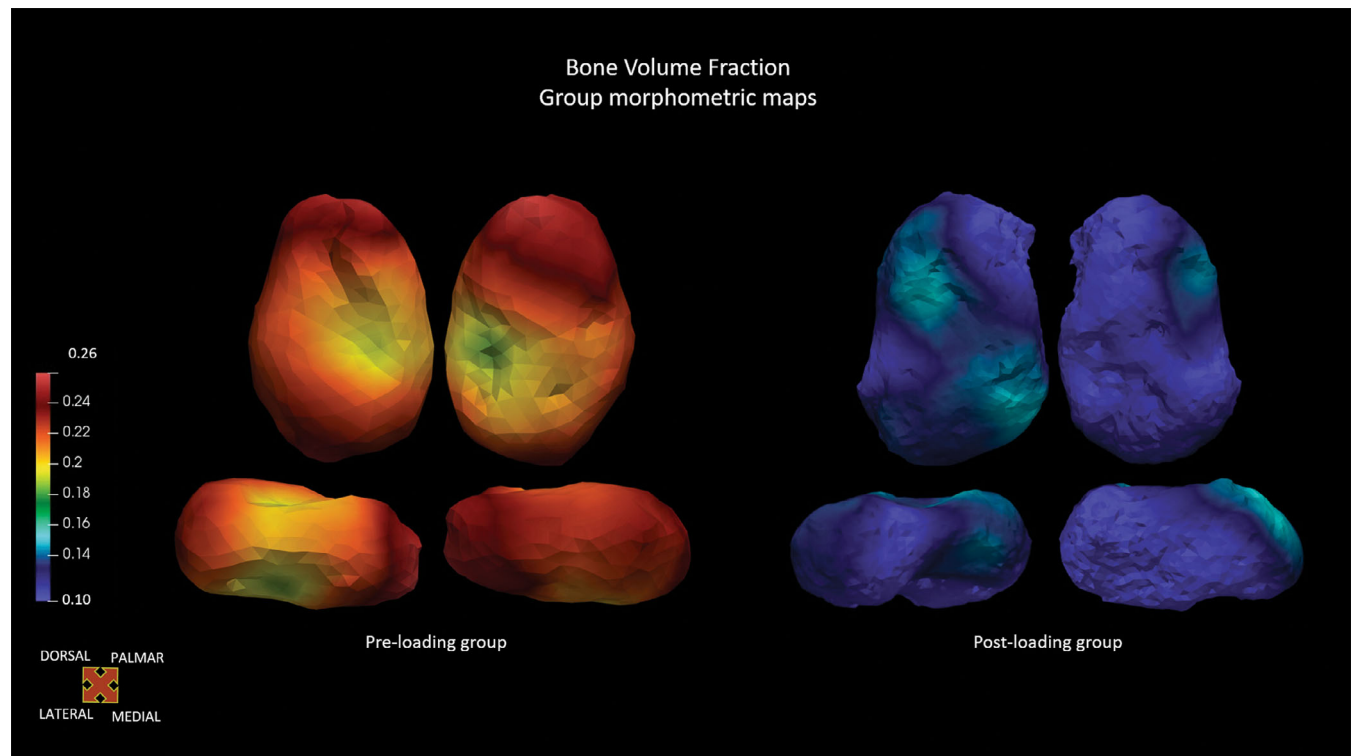 Bone Volume Fraction
Group morphometric maps
0.26
0.24
0.22
0.2
0.18
0.16
0.14
0.10
Pre-loading group
Post-loading group
DORSAL PALMAR
LATERAL MEDIAL